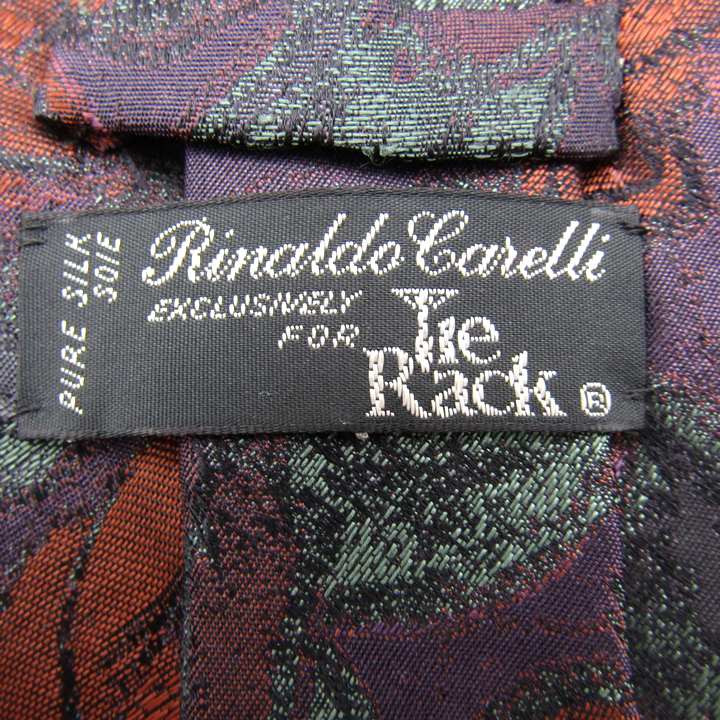 PURE SILK
SOIE
Rinaldo Carelli
EXCLUSIVELY
FOR
Tie
Rack ®